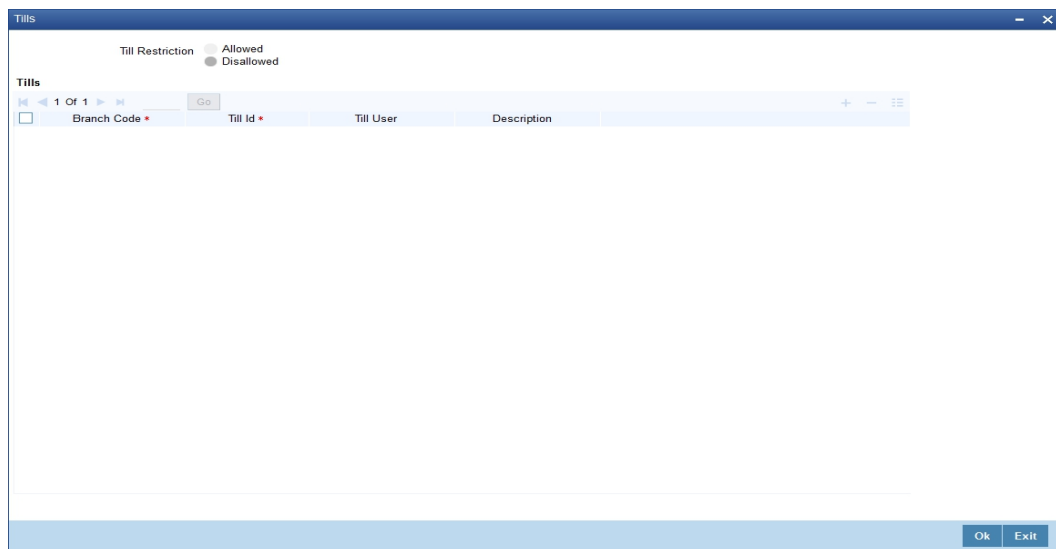 Tills
Till Restriction Allowed
Disallowed
Tills
1 Of 1 Go
Branch Code * Till Id * Till User Description
Ok Exit